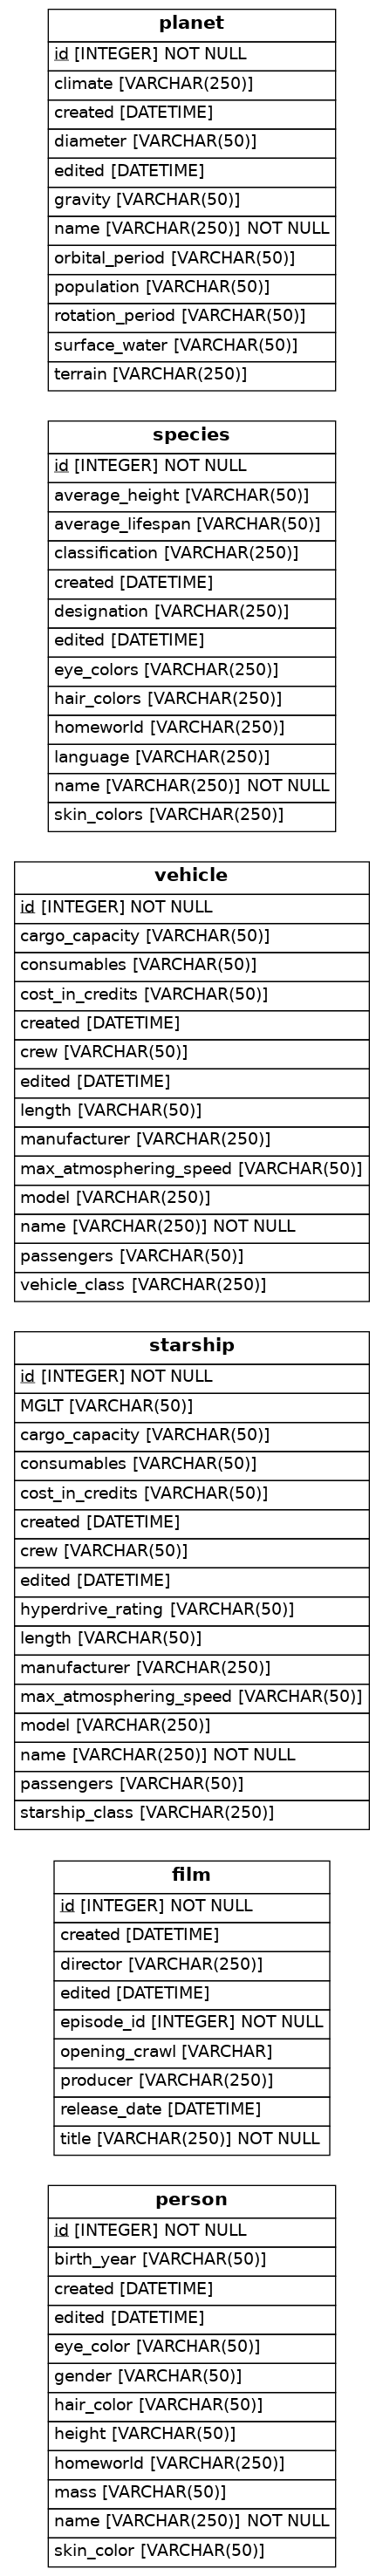 planet
id [INTEGER] NOT NULL
climate [VARCHAR(250)]
created [DATETIME]
diameter [VARCHAR(50)]
edited [DATETIME]
gravity [VARCHAR(50)]
name [VARCHAR(250)] NOT NULL
orbital_period [VARCHAR(50)]
population [VARCHAR(50)]
rotation_period [VARCHAR(50)]
surface_water [VARCHAR(50)]
terrain [VARCHAR(250)]
species
id [INTEGER] NOT NULL
average_height [VARCHAR(50)]
average_lifespan [VARCHAR(50)]
classification [VARCHAR(250)]
created [DATETIME]
designation [VARCHAR(250)]
edited [DATETIME]
eye_colors [VARCHAR(250)]
hair_colors [VARCHAR(250)]
homeworld [VARCHAR(250)]
language [VARCHAR(250)]
name [VARCHAR(250)] NOT NULL
skin_colors [VARCHAR(250)]
vehicle
id [INTEGER] NOT NULL
cargo_capacity [VARCHAR(50)]
consumables [VARCHAR(50)]
cost_in_credits [VARCHAR(50)]
created [DATETIME]
crew [VARCHAR(50)]
edited [DATETIME]
length [VARCHAR(50)]
manufacturer [VARCHAR(250)]
max_atmosphering_speed [VARCHAR(50)]
model [VARCHAR(250)]
name [VARCHAR(250)] NOT NULL
passengers [VARCHAR(50)]
vehicle_class [VARCHAR(250)]
starship
id [INTEGER] NOT NULL
MGLT [VARCHAR(50)]
cargo_capacity [VARCHAR(50)]
consumables [VARCHAR(50)]
cost_in_credits [VARCHAR(50)]
created [DATETIME]
crew [VARCHAR(50)]
edited [DATETIME]
hyperdrive_rating [VARCHAR(50)]
length [VARCHAR(50)]
manufacturer [VARCHAR(250)]
max_atmosphering_speed [VARCHAR(50)]
model [VARCHAR(250)]
name [VARCHAR(250)] NOT NULL
passengers [VARCHAR(50)]
starship_class [VARCHAR(250)]
film
id [INTEGER] NOT NULL
created [DATETIME]
director [VARCHAR(250)]
edited [DATETIME]
episode_id [INTEGER] NOT NULL
opening_crawl [VARCHAR]
producer [VARCHAR(250)]
release_date [DATETIME]
title [VARCHAR(250)] NOT NULL
person
id [INTEGER] NOT NULL
birth_year [VARCHAR(50)]
created [DATETIME]
edited [DATETIME]
eye_color [VARCHAR(50)]
gender [VARCHAR(50)]
hair_color [VARCHAR(50)]
height [VARCHAR(50)]
homeworld [VARCHAR(250)]
mass [VARCHAR(50)]
name [VARCHAR(250)] NOT NULL
skin_color [VARCHAR(50)]